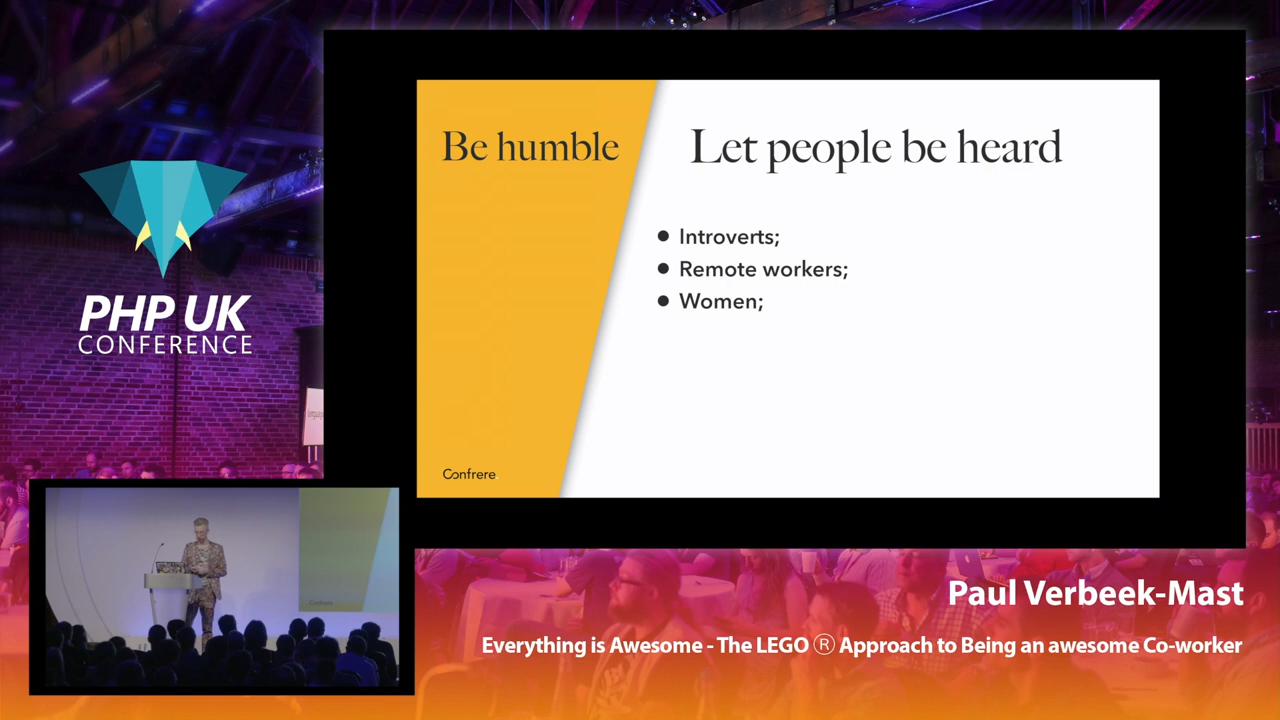 PHP UK
CONFERENCE
Be humble
Let people be heard
● Introverts;
● Remote workers;
● Women;
Confrere
Paul Verbeek-Mast
Everything is Awesome - The LEGO Ⓡ Approach to Being an awesome Co-worker